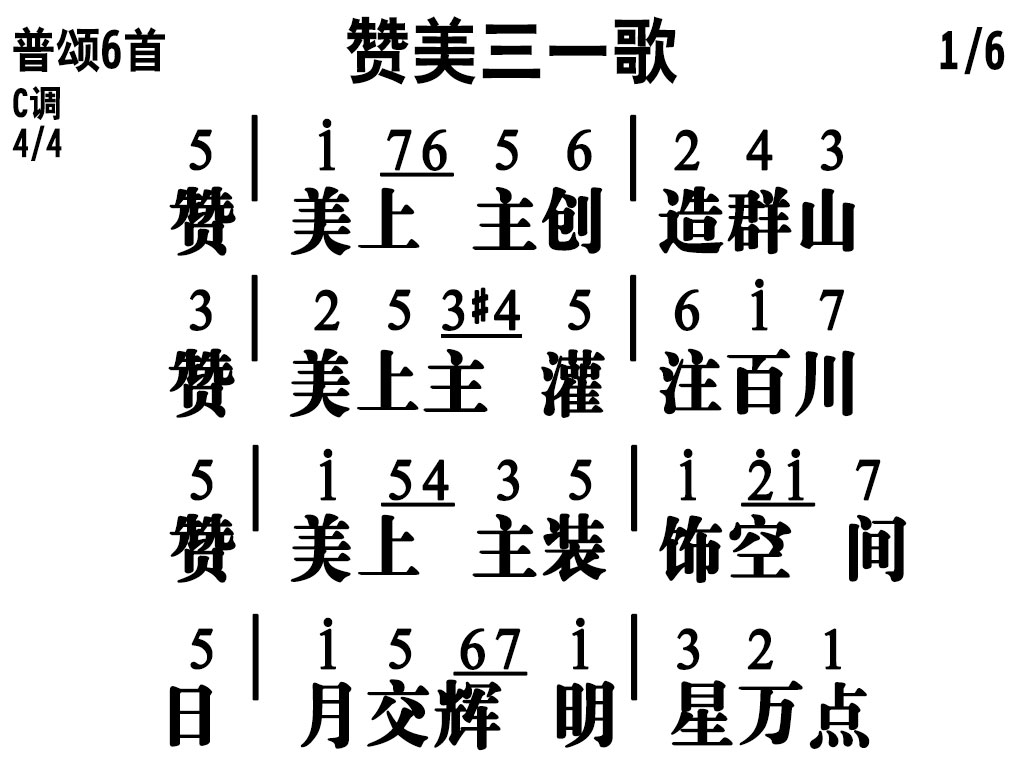 普颂6首 赞美三一歌 1/6
C调
4/4
5 | i 76 5 6 | 2 4 3
赞 美上 主创 造群山
3 | 2 5 3#4 5 | 6 i 7
赞 美上主 灌 注百川
5 | i 54 3 5 | i 2̇i 7
赞 美上 主装 饰空 间
5 | i 5 67 i | 3 2 1
日 月交辉 明 星万点